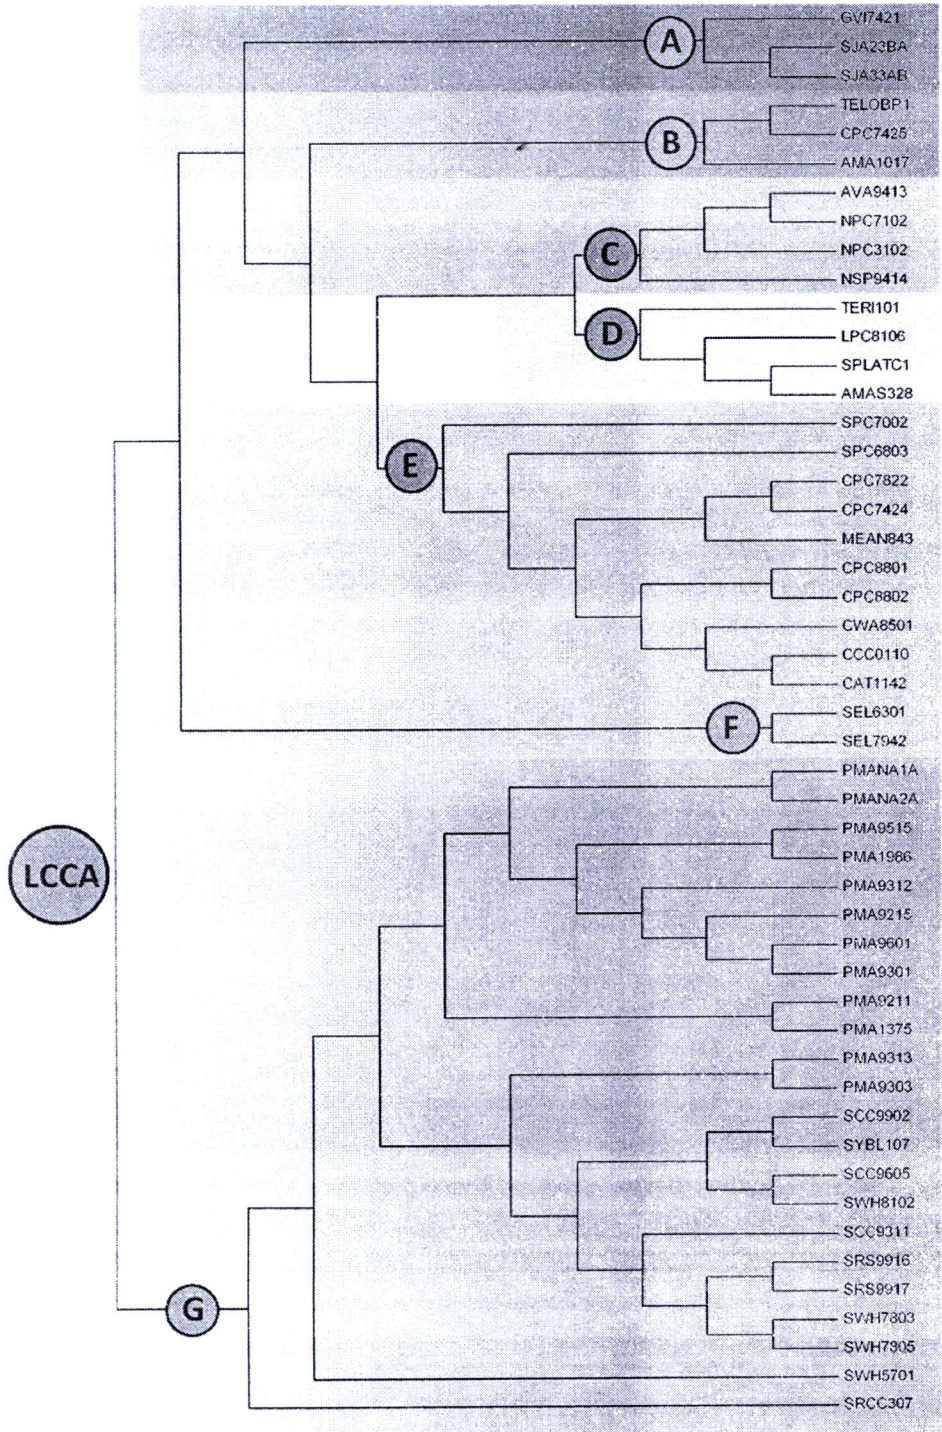 GVI7421
A
SJA23BA
SJA33AB
TELOBP1
CPC7425
B
AMA1017
AVA9413
NPC7102
NPC3102
C
NSP9414
TERI101
D
LPC8106
SPLATC1
AMAS328
SPC7002
SPC6803
E
CPC7822
CPC7424
MEAN843
CPC8801
CPC8802
CWA8501
CCC0110
CAT1142
SEL6301
F
SEL7942
PMANA1A
PMANA2A
PMA9515
PMA1986
LCCA
PMA9312
PMA9215
PMA9601
PMA9301
PMA9211
PMA1375
PMA9313
PMA9303
SCC9902
SYBL107
SCC9605
SWH8102
SCC9311
SRS9916
SRS9917
G
SWH7803
SWH7805
SWH5701
SRCC307